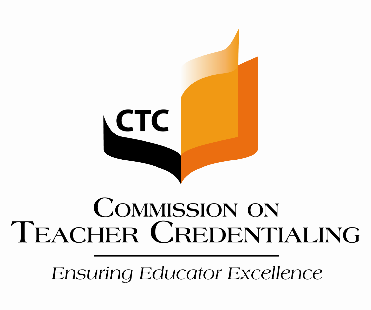 CTC
COMMISSION ON
TEACHER CREDENTIALING
Ensuring Educator Excellence